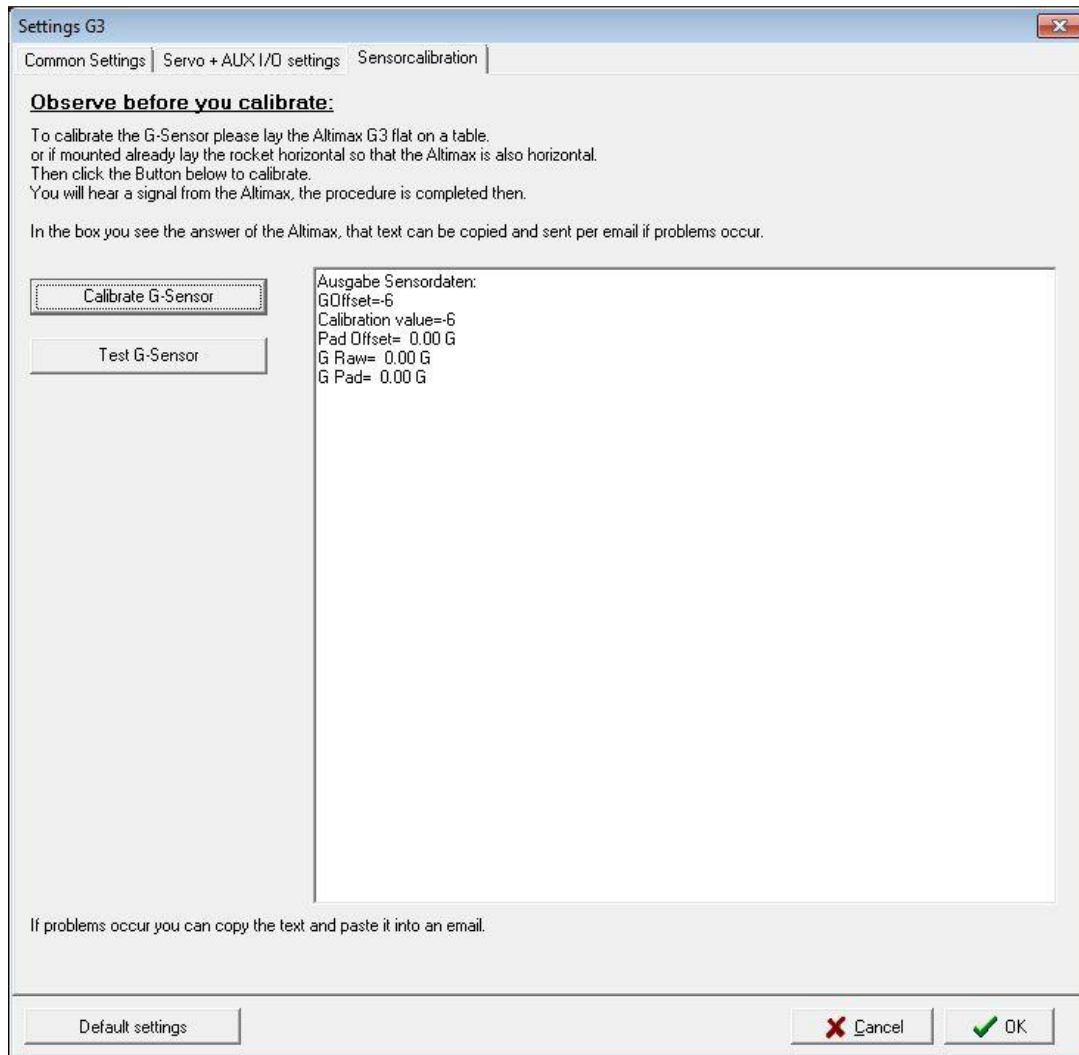 Settings G3
Common Settings
Servo + AUX I/O settings
Sensorcalibration
Observe before you calibrate:
To calibrate the G-Sensor please lay the Altimax G3 flat on a table.
or if mounted already lay the rocket horizontal so that the Altimax is also horizontal.
Then click the Button below to calibrate.
You will hear a signal from the Altimax, the procedure is completed then.
In the box you see the answer of the Altimax, that text can be copied and sent per email if problems occur.
Calibrate G-Sensor
Test G-Sensor
Ausgabe Sensordaten:
GOffset=-6
Calibration value=-6
Pad Offset= 0.00 G
G Raw= 0.00 G
G Pad= 0.00 G
If problems occur you can copy the text and paste it into an email.
Default settings
Cancel
OK